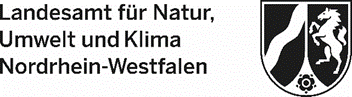 Landesamt für Natur,
Umwelt und Klima
Nordrhein-Westfalen